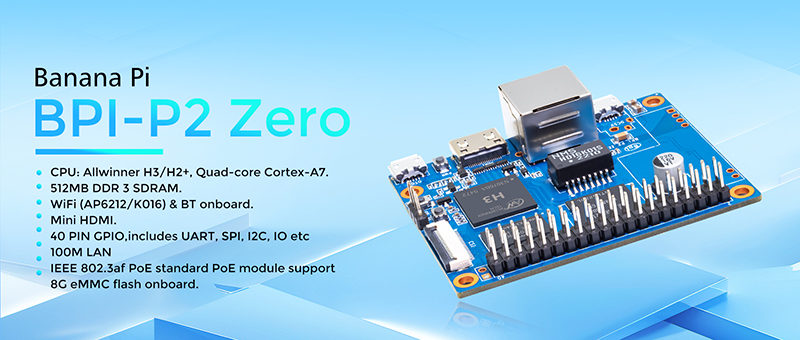 Banana Pi
BPI-P2 Zero
CPU: Allwinner H3/H2+, Quad-core Cortex-A7.
512MB DDR 3 SDRAM.
WiFi (AP6212/K016) & BT onboard.
Mini HDMI.
40 PIN GPIO,includes UART, SPI, I2C, IO etc
100M LAN
IEEE 802.3af PoE standard PoE module support
8G eMMC flash onboard.
H3
220